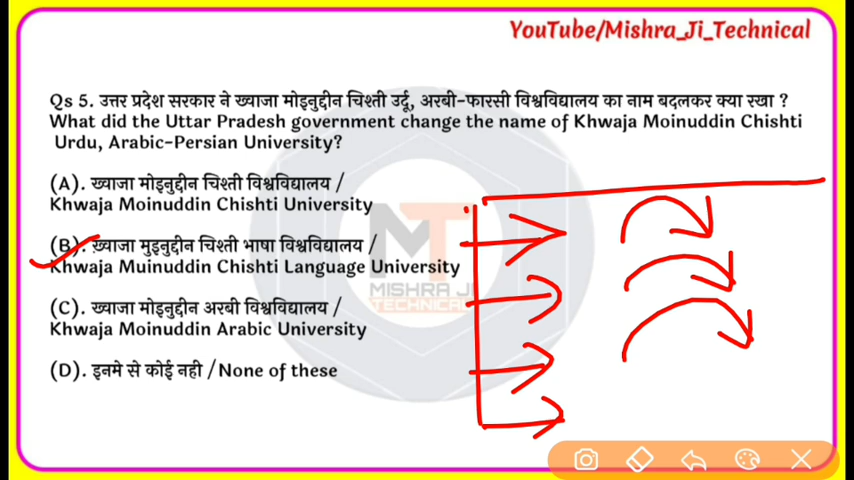 YouTube/Mishra_Ji_Technical
Qs 5. उत्तर प्रदेश सरकार ने ख्वाजा मोइनुद्दीन चिश्ती उर्दू, अरबी-फारसी विश्वविद्यालय का नाम बदलकर क्या रखा ?
What did the Uttar Pradesh government change the name of Khwaja Moinuddin Chishti
Urdu, Arabic-Persian University?
(A). ख्वाजा मोइनुद्दीन चिश्ती विश्वविद्यालय /
Khwaja Moinuddin Chishti University
(B). ख़्वाजा मुइनुद्दीन चिश्ती भाषा विश्वविद्यालय /
Khwaja Muinuddin Chishti Language University
(C). ख्वाजा मोइनुद्दीन अरबी विश्वविद्यालय /
Khwaja Moinuddin Arabic University
(D). इनमे से कोई नही /None of these
MT
MISHRA JI
TECHNICAL